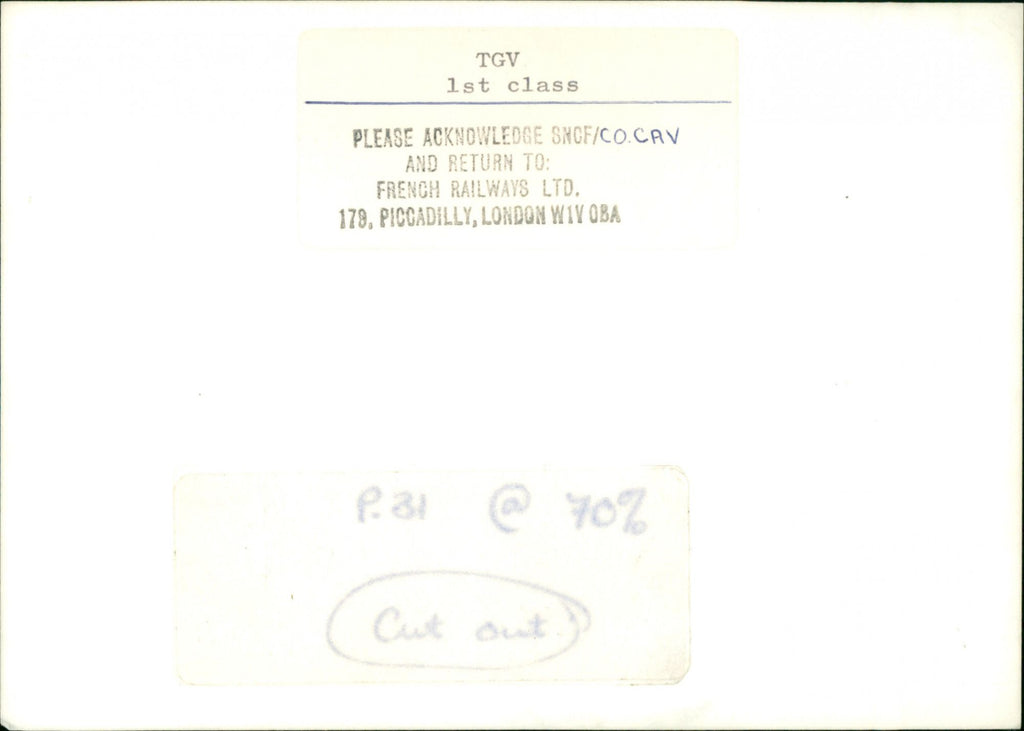 TGV
1st class
PLEASE ACKNOWLEDGE SNCF/CO.CAV
AND RETURN TO:
FRENCH RAILWAYS LTD.
179, PICCADILLY, LONDON W1V 0BA
P.31 @ 70%
Cut out